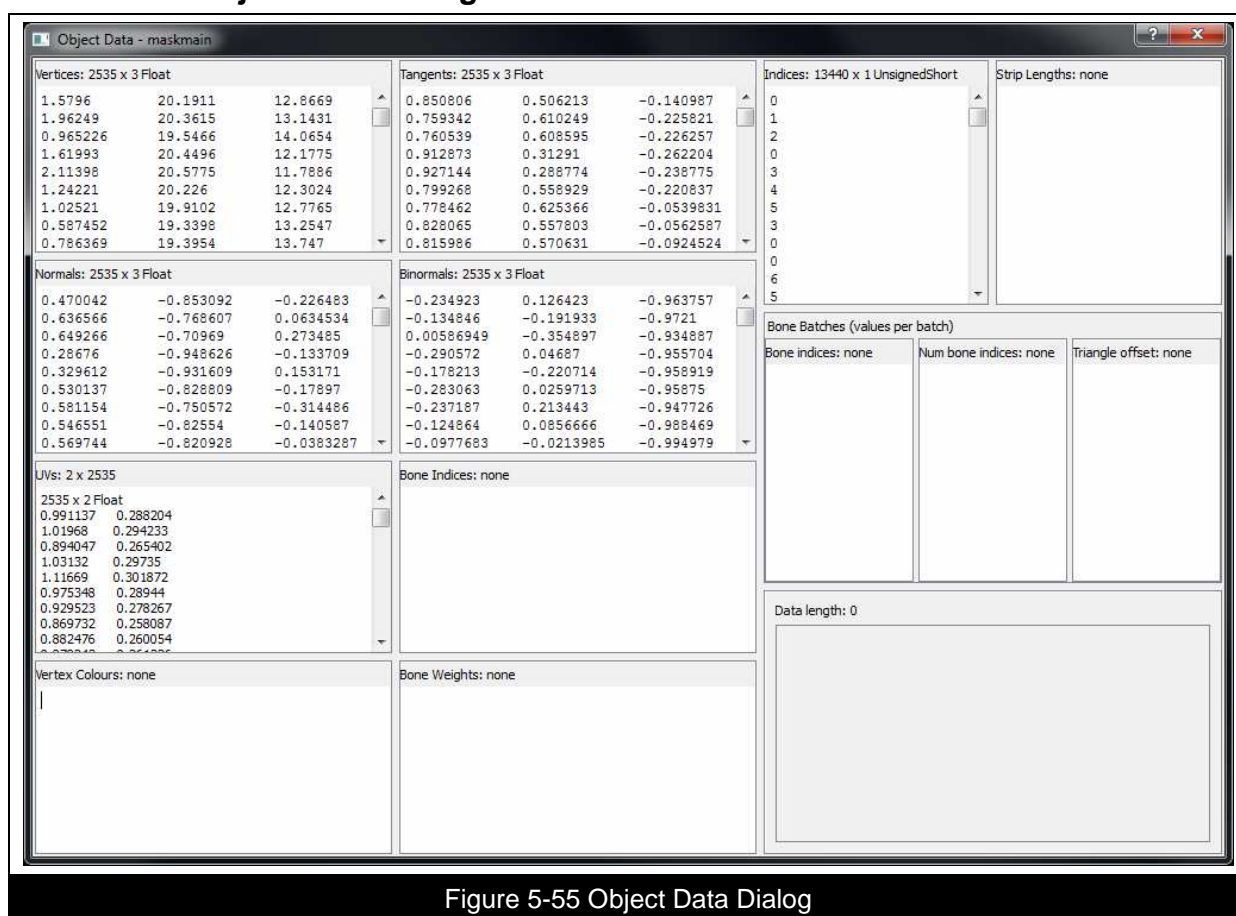 Object Data - maskmain
Vertices: 2535 x 3 Float
1.5796 20.1911 12.8669
1.96249 20.3615 13.1431
0.965226 19.5466 14.0654
1.61993 20.4496 12.1775
2.11398 20.5775 11.7886
1.24221 20.226 12.3024
1.02521 19.9102 12.7765
0.587452 19.3398 13.2547
0.786369 19.3954 13.747
Tangents: 2535 x 3 Float
0.850806 0.506213 -0.140987
0.759342 0.610249 -0.225821
0.760539 0.608595 -0.226257
0.912873 0.31291 -0.262204
0.927144 0.288774 -0.238775
0.799268 0.558929 -0.220837
0.778462 0.625366 -0.0539831
0.828065 0.557803 -0.0562587
0.815986 0.570631 -0.0924524
Indices: 13440 x 1 UnsignedShort
0
1
2
0
3
4
5
3
0
0
6
5
Strip Lengths: none
Normals: 2535 x 3 Float
0.470042 -0.853092 -0.226483
0.636566 -0.768607 0.0634534
0.649266 -0.70969 0.273485
0.28676 -0.948626 -0.133709
0.329612 -0.931609 0.153171
0.530137 -0.828809 -0.17897
0.581154 -0.750572 -0.314486
0.546551 -0.82554 -0.140587
0.569744 -0.820928 -0.0383287
Binormals: 2535 x 3 Float
-0.234923 0.126423 -0.963757
-0.134846 -0.191933 -0.9721
0.00586949 -0.354897 -0.934887
-0.290572 0.04687 -0.955704
-0.178213 -0.220714 -0.958919
-0.283063 0.0259713 -0.95875
-0.237187 0.213443 -0.947726
-0.124864 0.0856666 -0.988469
-0.0977683 -0.0213985 -0.994979
Bone Batches (values per batch)
Bone indices: none
Num bone indices: none
Triangle offset: none
UVs: 2 x 2535
2535 x 2 Float
0.991137 0.288204
1.01968 0.294233
0.894047 0.265402
1.03132 0.29735
1.11669 0.301872
0.975348 0.28944
0.929523 0.278267
0.869732 0.258087
0.882476 0.260054
Bone Indices: none
Data length: 0
Vertex Colours: none
Bone Weights: none
Figure 5-55 Object Data Dialog